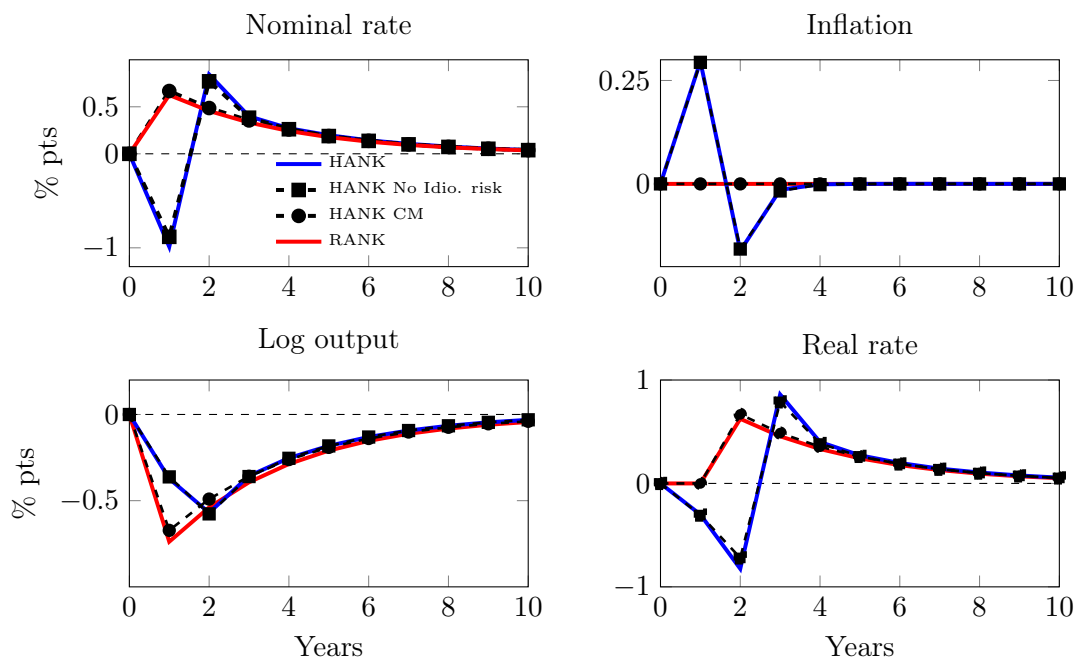 Nominal rate
% pts
0.5
0
−1
HANK
HANK No Idio. risk
HANK CM
RANK
0 2 4 6 8 10
Inflation
0.25
0
0 2 4 6 8 10
Log output
% pts
0
−0.5
0 2 4 6 8 10
Years
Real rate
1
0
−1
0 2 4 6 8 10
Years